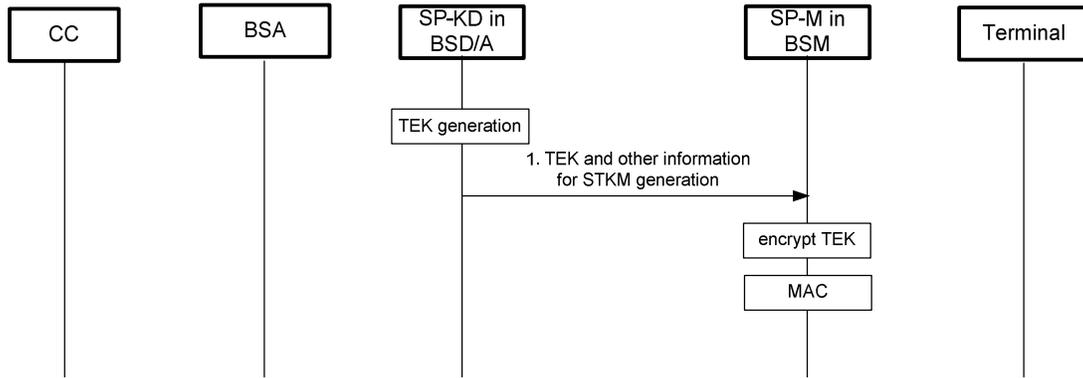 CC
BSA
SP-KD in
BSD/A
SP-M in
BSM
Terminal
TEK generation
1. TEK and other information
for STKM generation
encrypt TEK
MAC